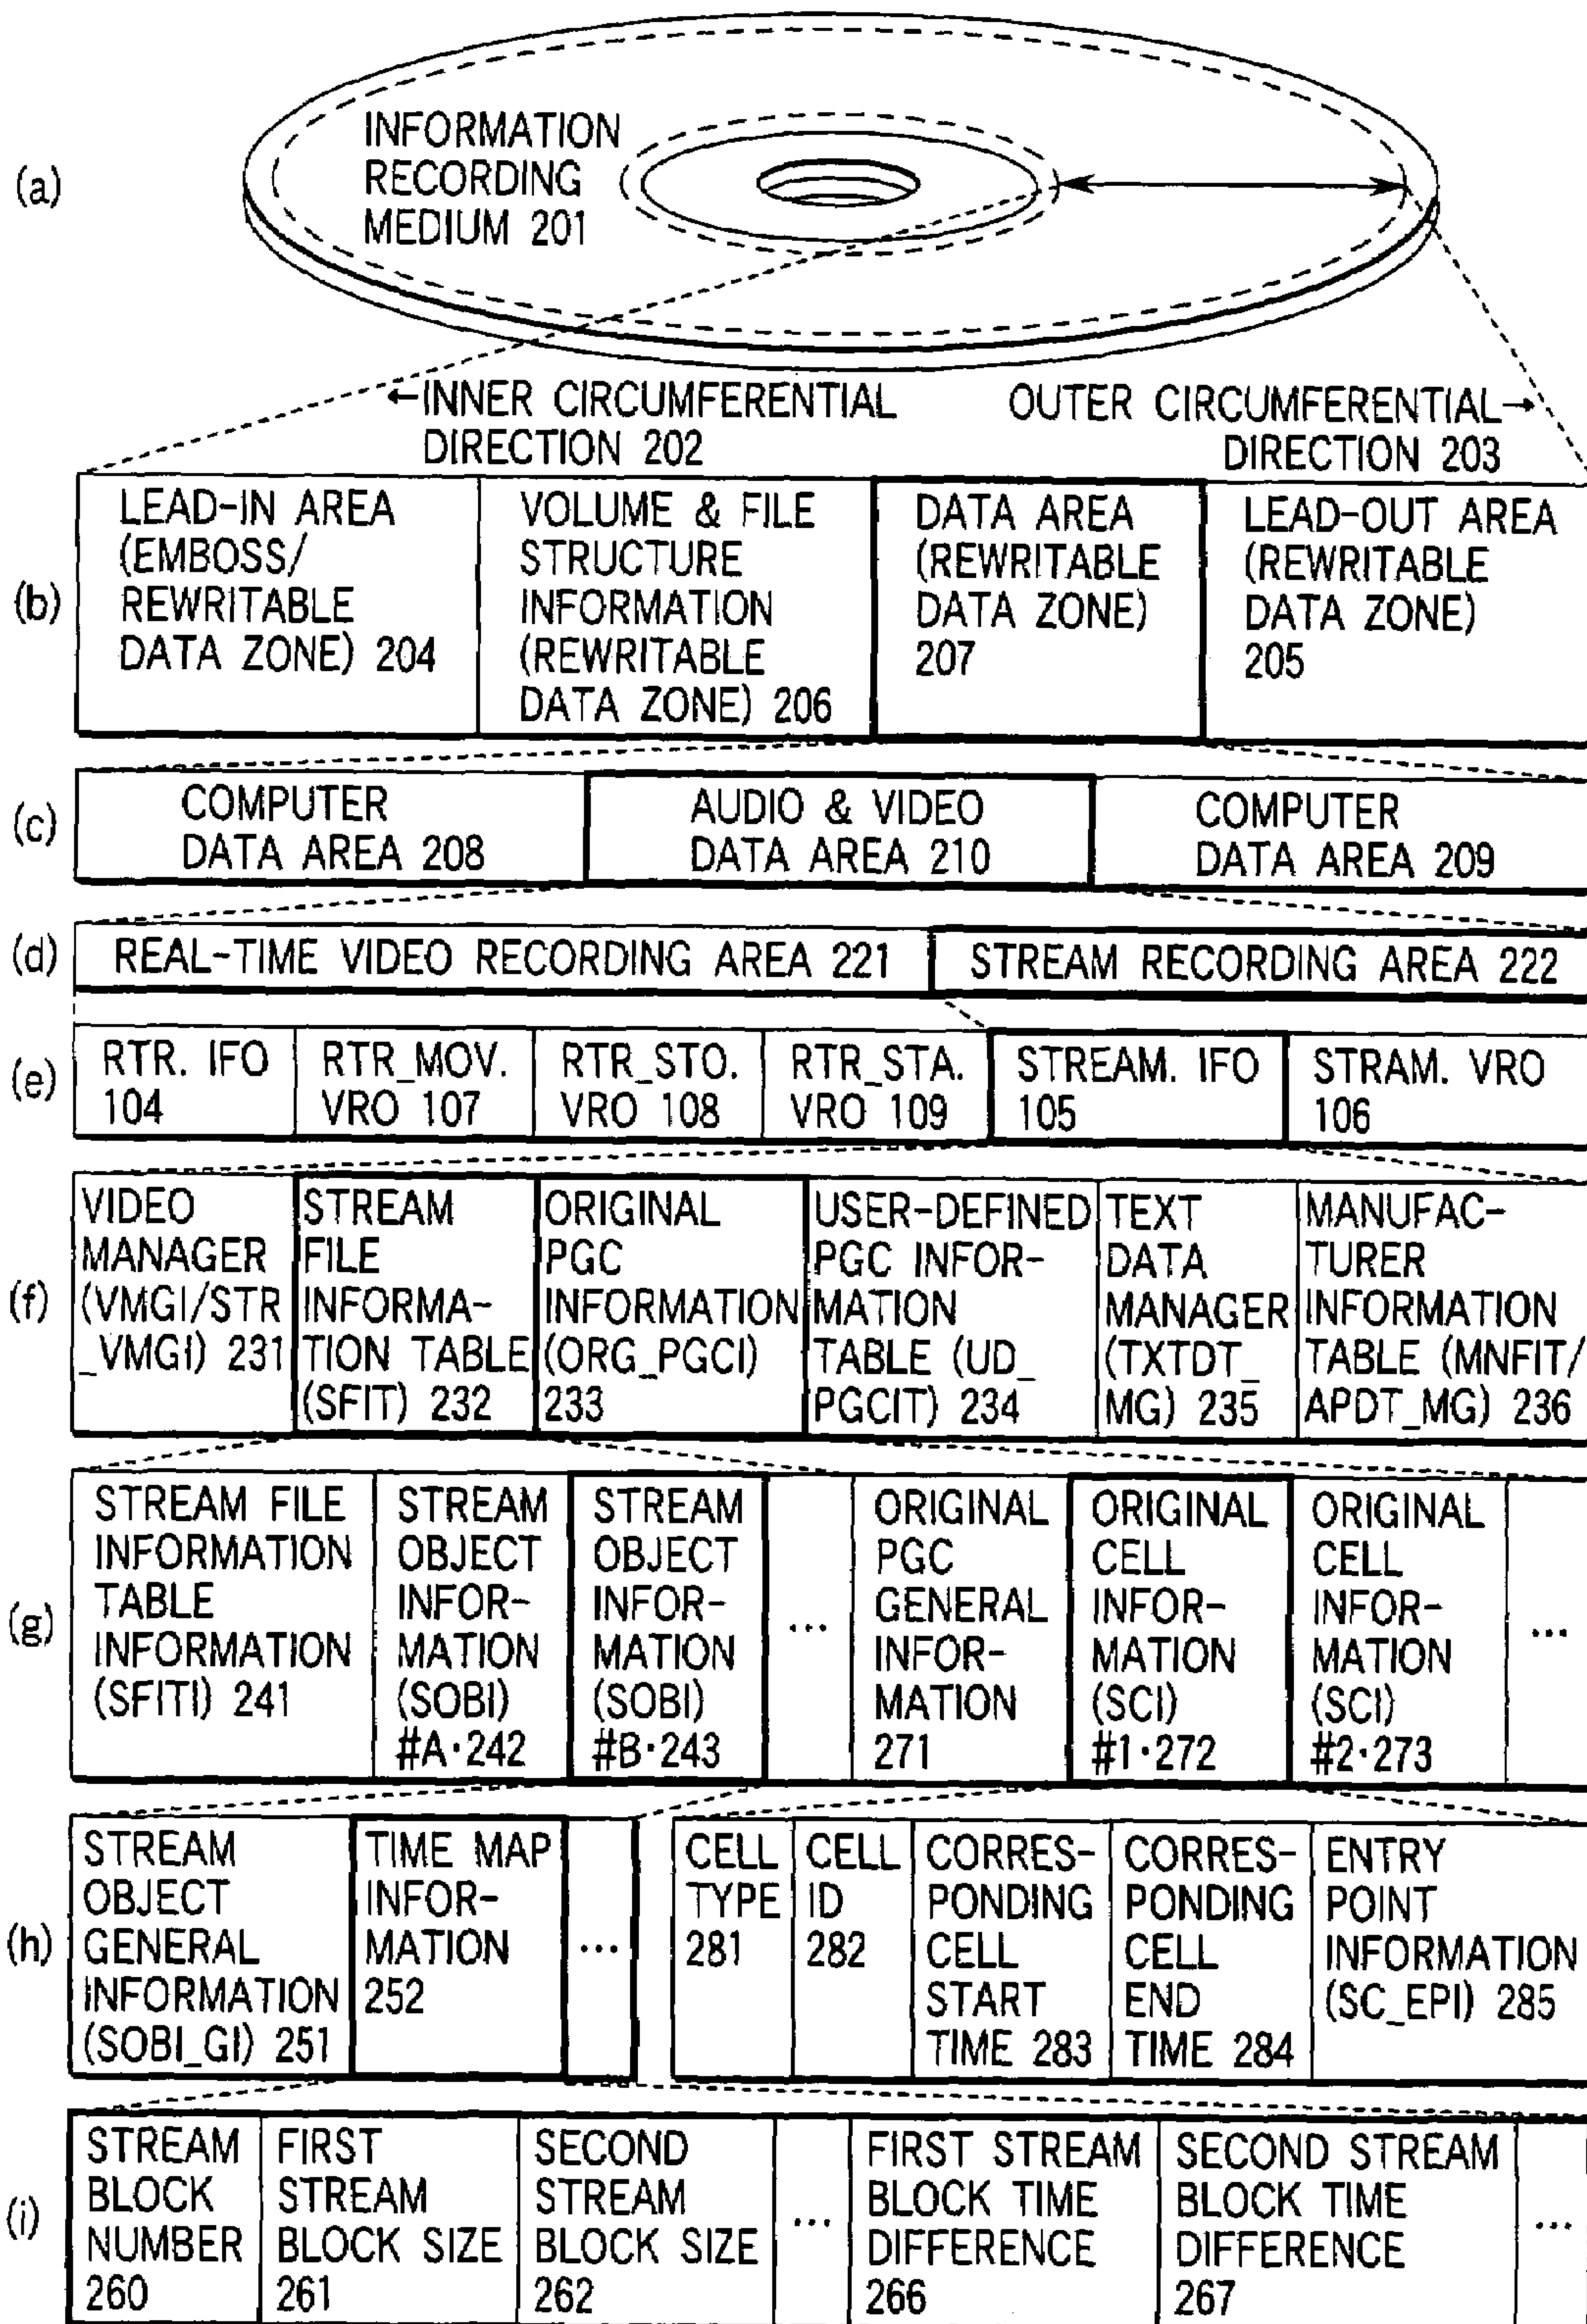 (a)
INFORMATION
RECORDING
MEDIUM 201
←INNER CIRCUMFERENTIAL
DIRECTION 202
OUTER CIRCUMFERENTIAL→
DIRECTION 203
(b)
LEAD-IN AREA
(EMBOSS/
REWRITABLE
DATA ZONE) 204
VOLUME & FILE
STRUCTURE
INFORMATION
(REWRITABLE
DATA ZONE) 206
DATA AREA
(REWRITABLE
DATA ZONE)
207
LEAD-OUT AREA
(REWRITABLE
DATA ZONE)
205
(c)
COMPUTER
DATA AREA 208
AUDIO & VIDEO
DATA AREA 210
COMPUTER
DATA AREA 209
(d)
REAL-TIME VIDEO RECORDING AREA 221
STREAM RECORDING AREA 222
(e)
RTR. IFO
104
RTR_MOV.
VRO 107
RTR_STO.
VRO 108
RTR_STA.
VRO 109
STREAM. IFO
105
STRAM. VRO
106
(f)
VIDEO
MANAGER
(VMGI/STR
_VMGI) 231
STREAM
FILE
INFORMA-
TION TABLE
(SFIT) 232
ORIGINAL
PGC
INFORMATION
(ORG_PGCI)
233
USER-DEFINED
PGC INFOR-
MATION
TABLE (UD_
PGCIT) 234
TEXT
DATA
MANAGER
(TXTDT_
MG) 235
MANUFAC-
TURER
INFORMATION
TABLE (MNFIT/
APDT_MG) 236
(g)
STREAM FILE
INFORMATION
TABLE
INFORMATION
(SFITI) 241
STREAM
OBJECT
INFOR-
MATION
(SOBI)
#A·242
STREAM
OBJECT
INFOR-
MATION
(SOBI)
#B·243
...
ORIGINAL
PGC
GENERAL
INFOR-
MATION
271
ORIGINAL
CELL
INFOR-
MATION
(SCI)
#1·272
ORIGINAL
CELL
INFOR-
MATION
(SCI)
#2·273
...
(h)
STREAM
OBJECT
GENERAL
INFORMATION
(SOBI_GI) 251
TIME MAP
INFOR-
MATION
252
...
CELL
TYPE
281
CELL
ID
282
CORRES-
PONDING
CELL
START
TIME 283
CORRES-
PONDING
CELL
END
TIME 284
ENTRY
POINT
INFORMATION
(SC_EPI) 285
(i)
STREAM
BLOCK
NUMBER
260
FIRST
STREAM
BLOCK SIZE
261
SECOND
STREAM
BLOCK SIZE
262
...
FIRST STREAM
BLOCK TIME
DIFFERENCE
266
SECOND STREAM
BLOCK TIME
DIFFERENCE
267
...